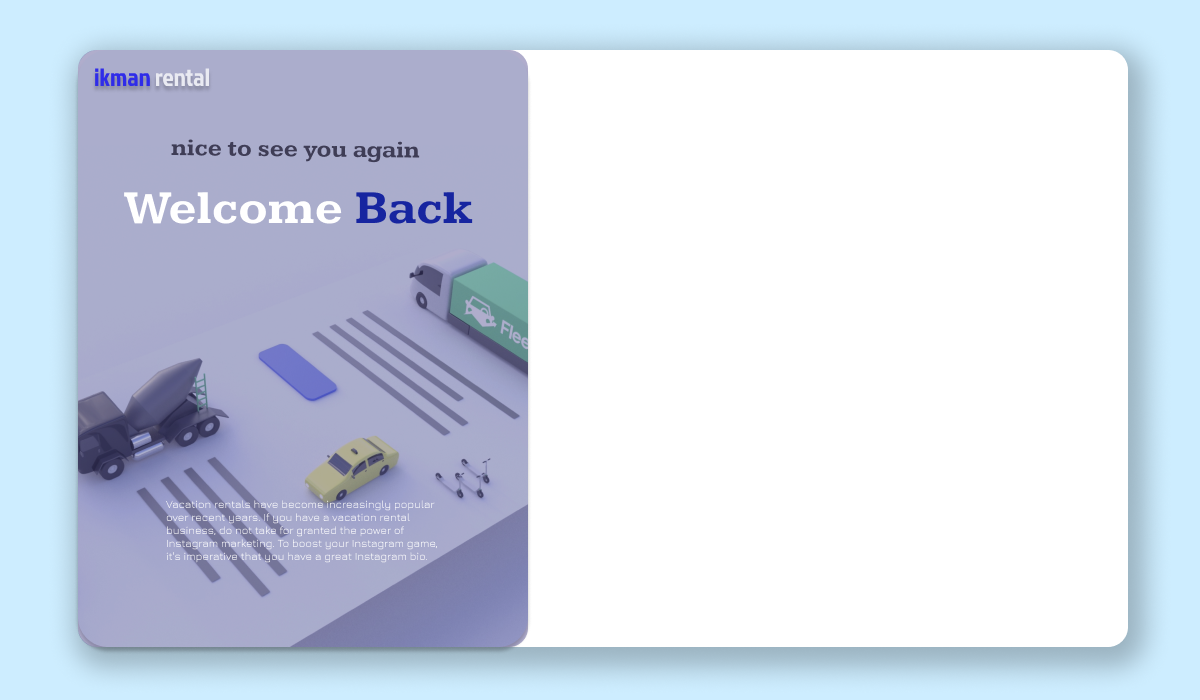 ikman rental
nice to see you again
Welcome Back
Flee
Vacation rentals have become increasingly popular
over recent years. If you have a vacation rental
business, do not take for granted the power of
Instagram marketing. To boost your Instagram game,
it's imperative that you have a great Instagram bio.